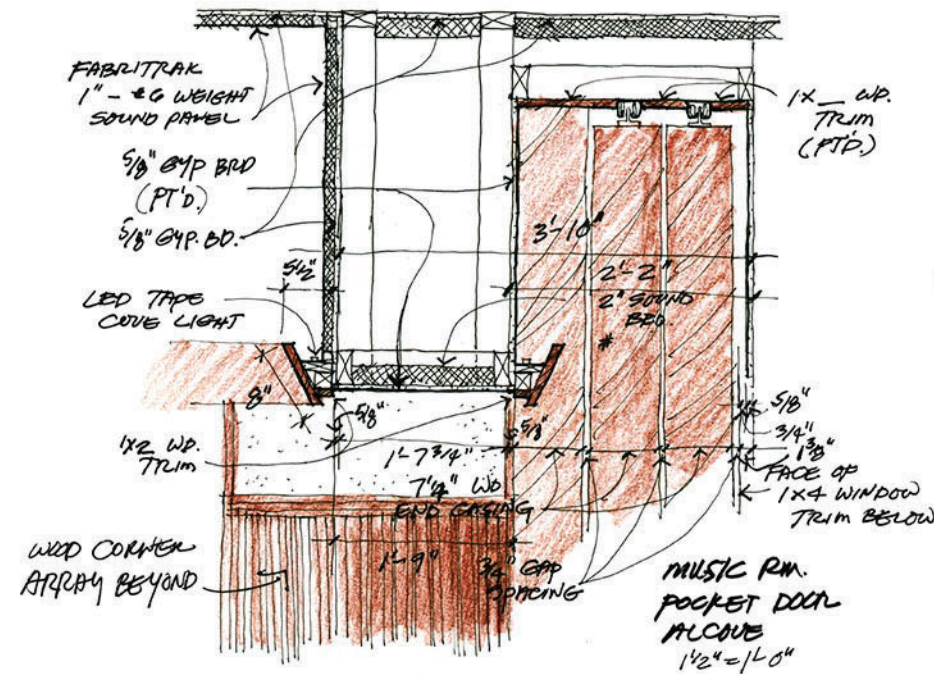 FABRITRAK
1" - #6 WEIGHT
SOUND PANEL
5/8" GYP BRD
(PT'D.)
5/8" GYP. BD.
5 1/2"
LED TAPE
COVE LIGHT
8"
1X2 WD.
TRIM
WOOD CORNER
ARRAY BEYOND
5/8"
5/8"
1'-7 3/4"
7 1/4" WD
END CASING
1'-9"
3/4" GAP
SPACING
3'-10"
2'-2"
2" SOUND
BRD.
#
1X__ WD.
TRIM
(PT'D.)
5/8"
3/4"
1 3/8"
FACE OF
1X4 WINDOW
TRIM BELOW
MUSIC RM.
POCKET DOOR
ALCOVE
1 1/2" = 1'-0"